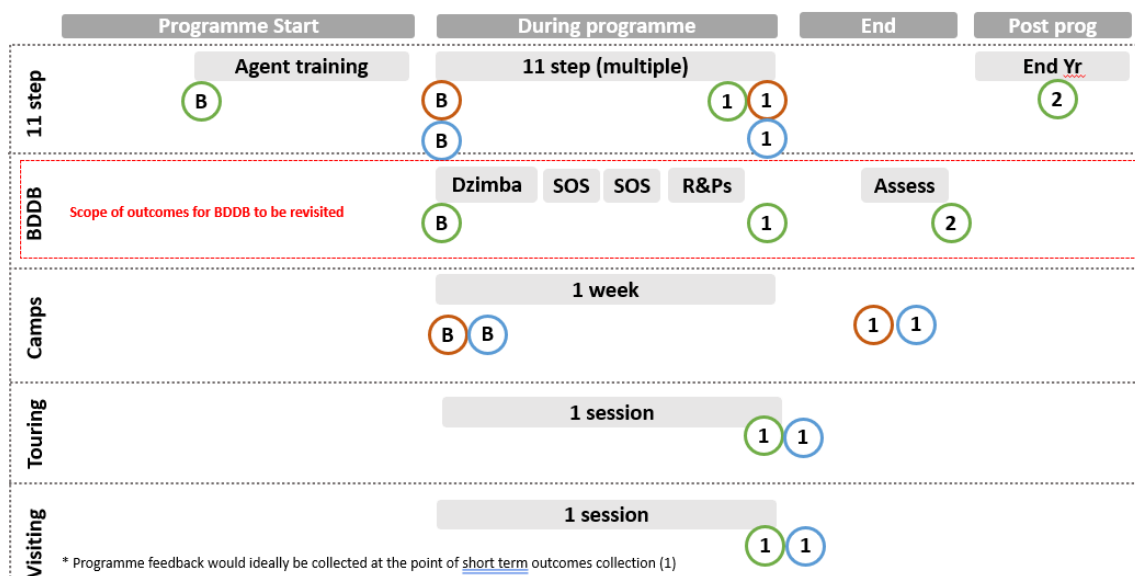 Programme Start During programme End Post prog
11 step
Agent training 11 step (multiple) End Yr
B B 1 1 2
B 1
BDDB
Dzimba SOS SOS R&Ps Assess
Scope of outcomes for BDDB to be revisited
B 1 2
Camps
1 week
B B 1 1
Touring
1 session
1 1
Visiting
1 session
1 1
* Programme feedback would ideally be collected at the point of short term outcomes collection (1)